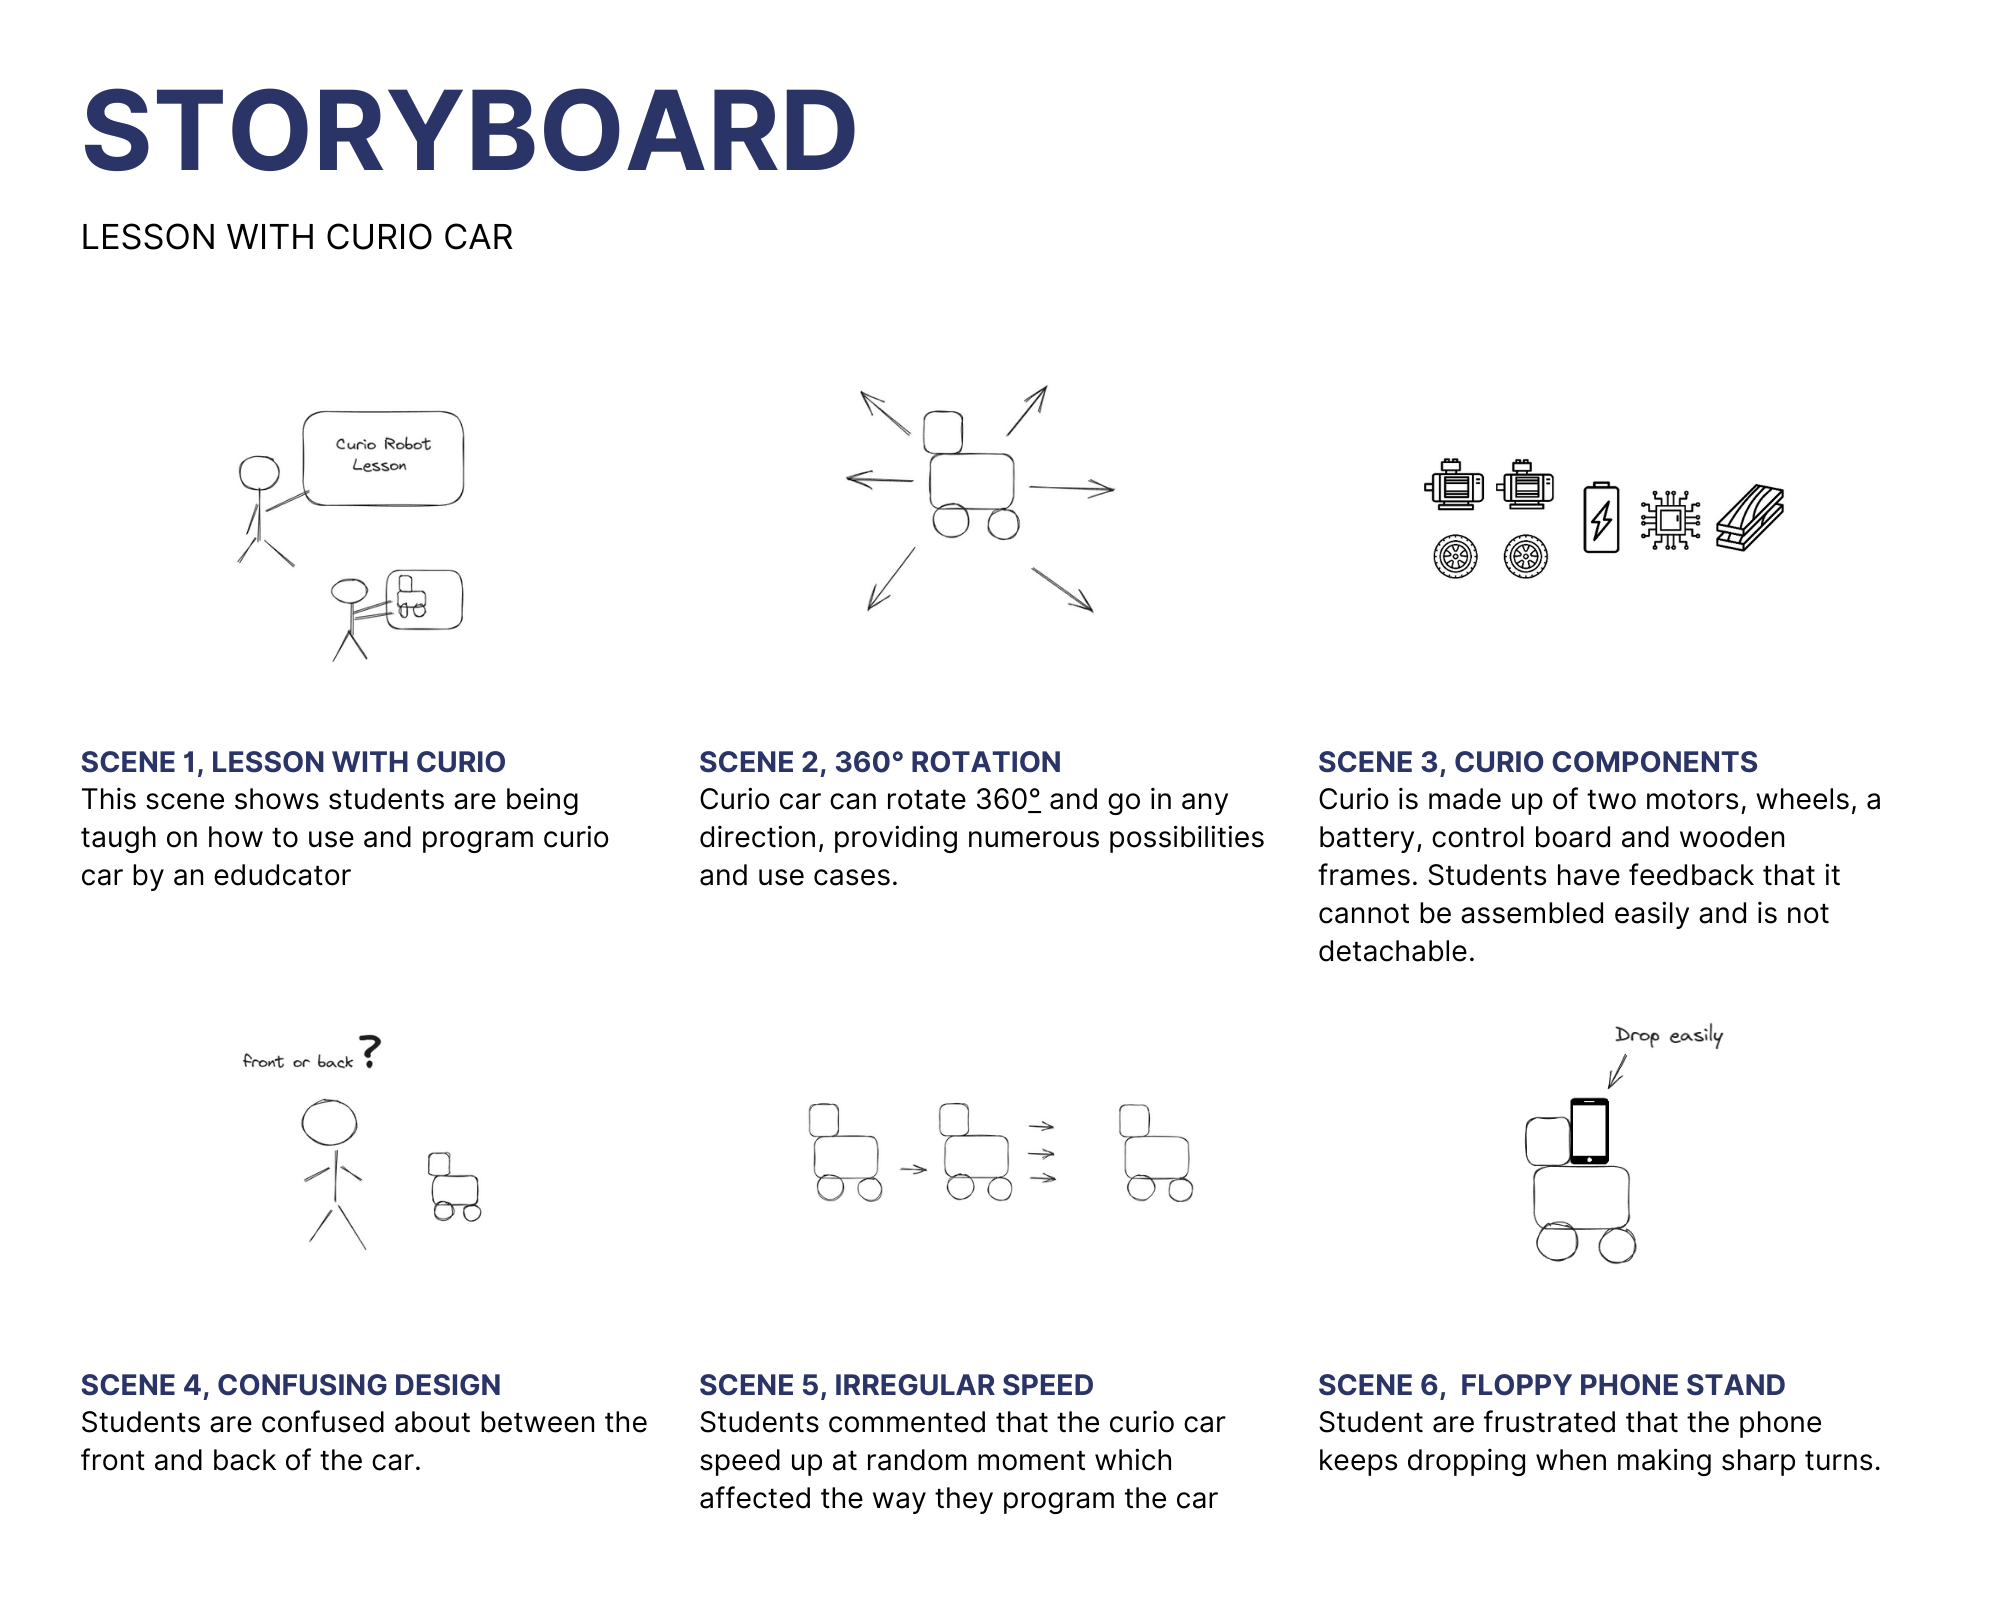 STORYBOARD
LESSON WITH CURIO CAR
Curio Robot
Lesson
SCENE 1, LESSON WITH CURIO
This scene shows students are being
taugh on how to use and program curio
car by an edudcator
SCENE 2, 360° ROTATION
Curio car can rotate 360° and go in any
direction, providing numerous possibilities
and use cases.
SCENE 3, CURIO COMPONENTS
Curio is made up of two motors, wheels, a
battery, control board and wooden
frames. Students have feedback that it
cannot be assembled easily and is not
detachable.
front or back ?
SCENE 4, CONFUSING DESIGN
Students are confused about between the
front and back of the car.
SCENE 5, IRREGULAR SPEED
Students commented that the curio car
speed up at random moment which
affected the way they program the car
Drop easily
SCENE 6,  FLOPPY PHONE STAND
Student are frustrated that the phone
keeps dropping when making sharp turns.